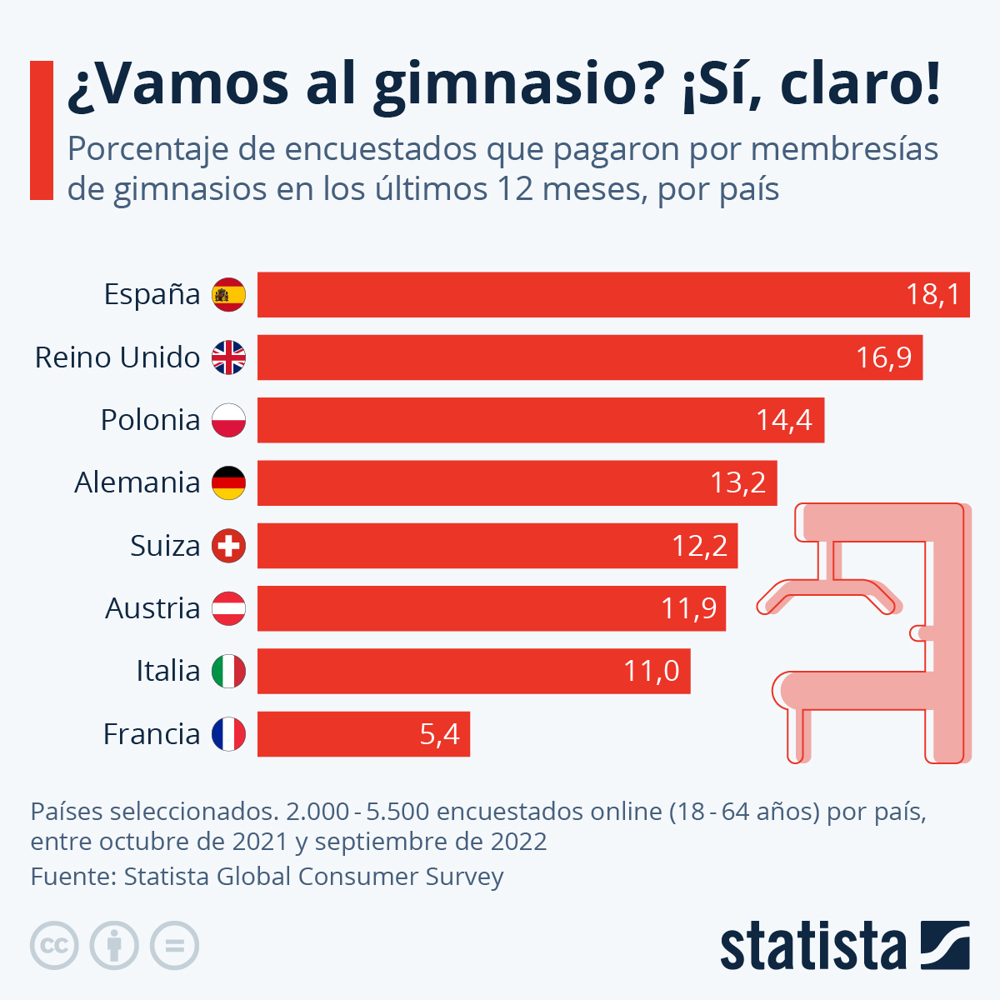 ¿Vamos al gimnasio? ¡Sí, claro!
Porcentaje de encuestados que pagaron por membresías
de gimnasios en los últimos 12 meses, por país
España 18,1
Reino Unido 16,9
Polonia 14,4
Alemania 13,2
Suiza 12,2
Austria 11,9
Italia 11,0
Francia 5,4
Países seleccionados. 2.000 - 5.500 encuestados online (18 - 64 años) por país,
entre octubre de 2021 y septiembre de 2022
Fuente: Statista Global Consumer Survey
cc
statista